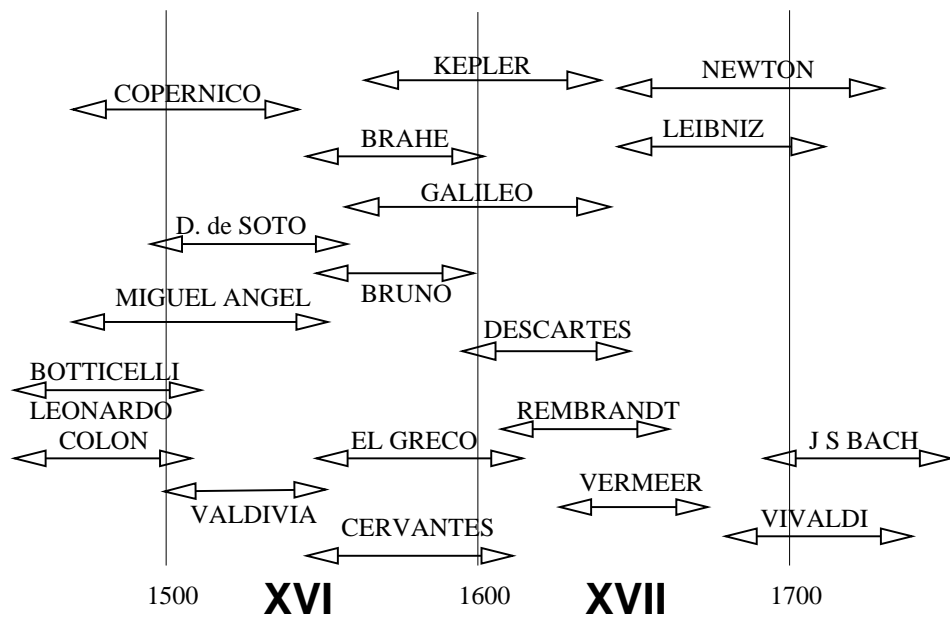 KEPLER
NEWTON
COPERNICO
BRAHE
LEIBNIZ
GALILEO
D. de SOTO
BRUNO
MIGUEL ANGEL
DESCARTES
BOTTICELLI
LEONARDO
REMBRANDT
COLON
EL GRECO
J S BACH
VERMEER
VALDIVIA
VIVALDI
CERVANTES
1500
XVI
1600
XVII
1700